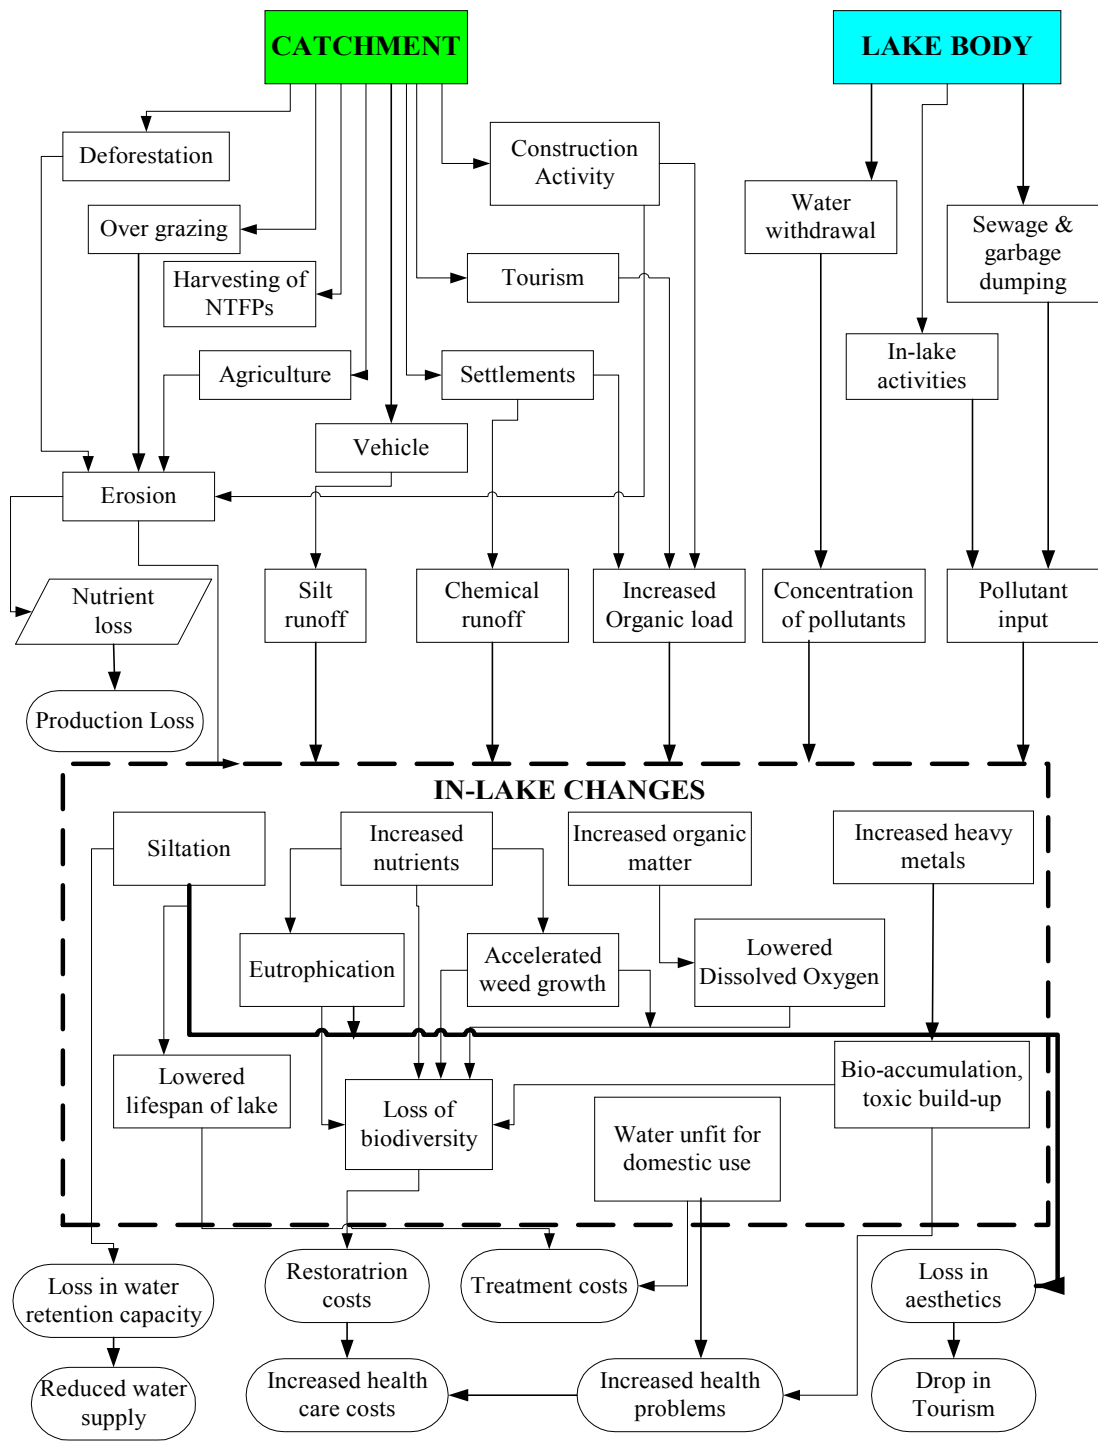 CATCHMENT
LAKE BODY
Deforestation
Construction
Activity
Water
withdrawal
Over grazing
Sewage &
garbage
dumping
Harvesting of
NTFPs
Tourism
In-lake
activities
Agriculture
Settlements
Vehicle
Erosion
Nutrient
loss
Silt
runoff
Chemical
runoff
Increased
Organic load
Concentration
of pollutants
Pollutant
input
Production Loss
IN-LAKE CHANGES
Siltation
Increased
nutrients
Increased organic
matter
Increased heavy
metals
Eutrophication
Accelerated
weed growth
Lowered
Dissolved Oxygen
Lowered
lifespan of lake
Loss of
biodiversity
Water unfit for
domestic use
Bio-accumulation,
toxic build-up
Loss in water
retention capacity
Restoratrion
costs
Treatment costs
Loss in
aesthetics
Reduced water
supply
Increased health
care costs
Increased health
problems
Drop in
Tourism